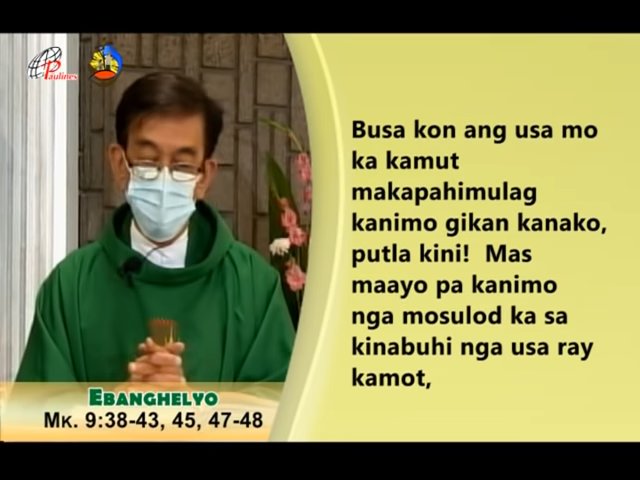 Paulines
Busa kon ang usa mo
ka kamut
makapahimulag
kanimo gikan kanako,
putla kini!  Mas
maayo pa kanimo
nga mosulod ka sa
kinabuhi nga usa ray
kamot,
EBANGHELYO
MK. 9:38-43, 45, 47-48